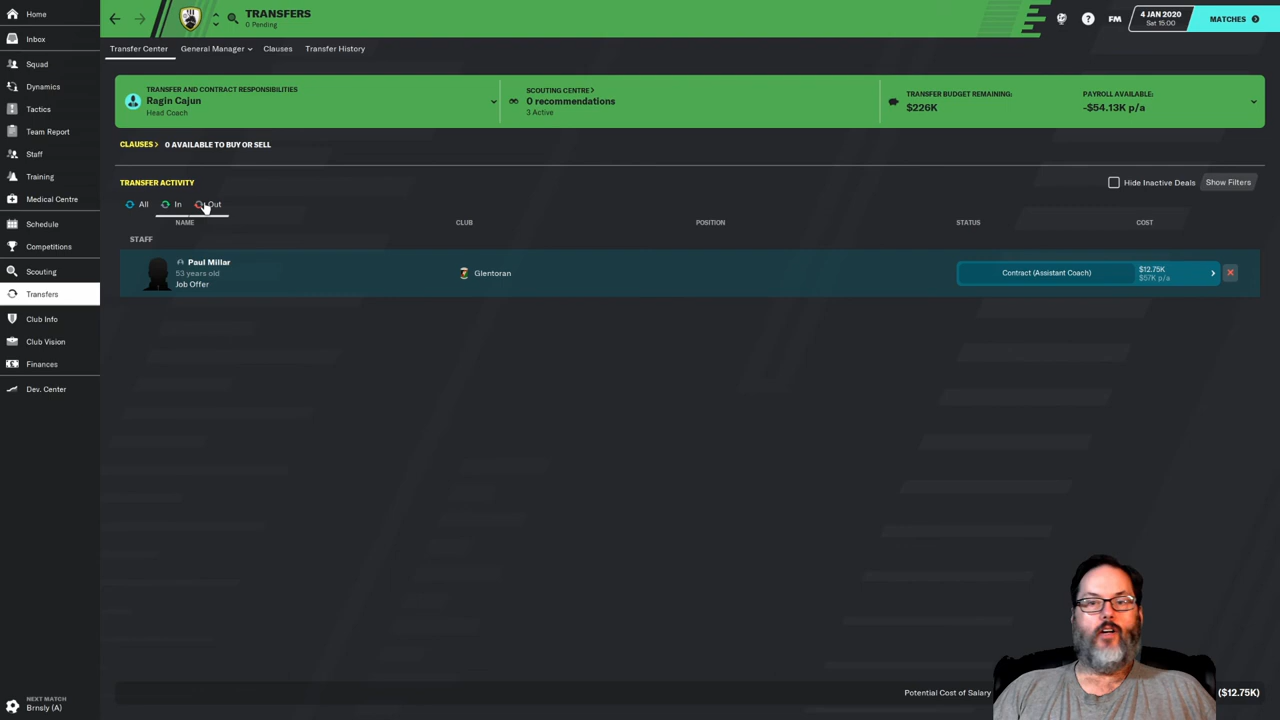 Home
Inbox
Squad
Dynamics
Tactics
Team Report
Staff
Training
Medical Centre
Schedule
Competitions
Scouting
Transfers
Club Info
Club Vision
Finances
Dev. Center
NEXT MATCH
Brnsly (A)
TRANSFERS
0 Pending
FM
4 JAN 2020
Sat 15:00
MATCHES
Transfer Center
General Manager
Clauses
Transfer History
TRANSFER AND CONTRACT RESPONSIBILITIES
Ragin Cajun
Head Coach
SCOUTING CENTRE >
0 recommendations
3 Active
TRANSFER BUDGET REMAINING:
$226K
PAYROLL AVAILABLE:
-$54.13K p/a
CLAUSES > 0 AVAILABLE TO BUY OR SELL
TRANSFER ACTIVITY
Hide Inactive Deals
Show Filters
All
In
Out
NAME
CLUB
POSITION
STATUS
COST
STAFF
Paul Millar
53 years old
Job Offer
Glentoran
Contract (Assistant Coach)
$12.75K
$57K p/a
Potential Cost of Salary
($12.75K)